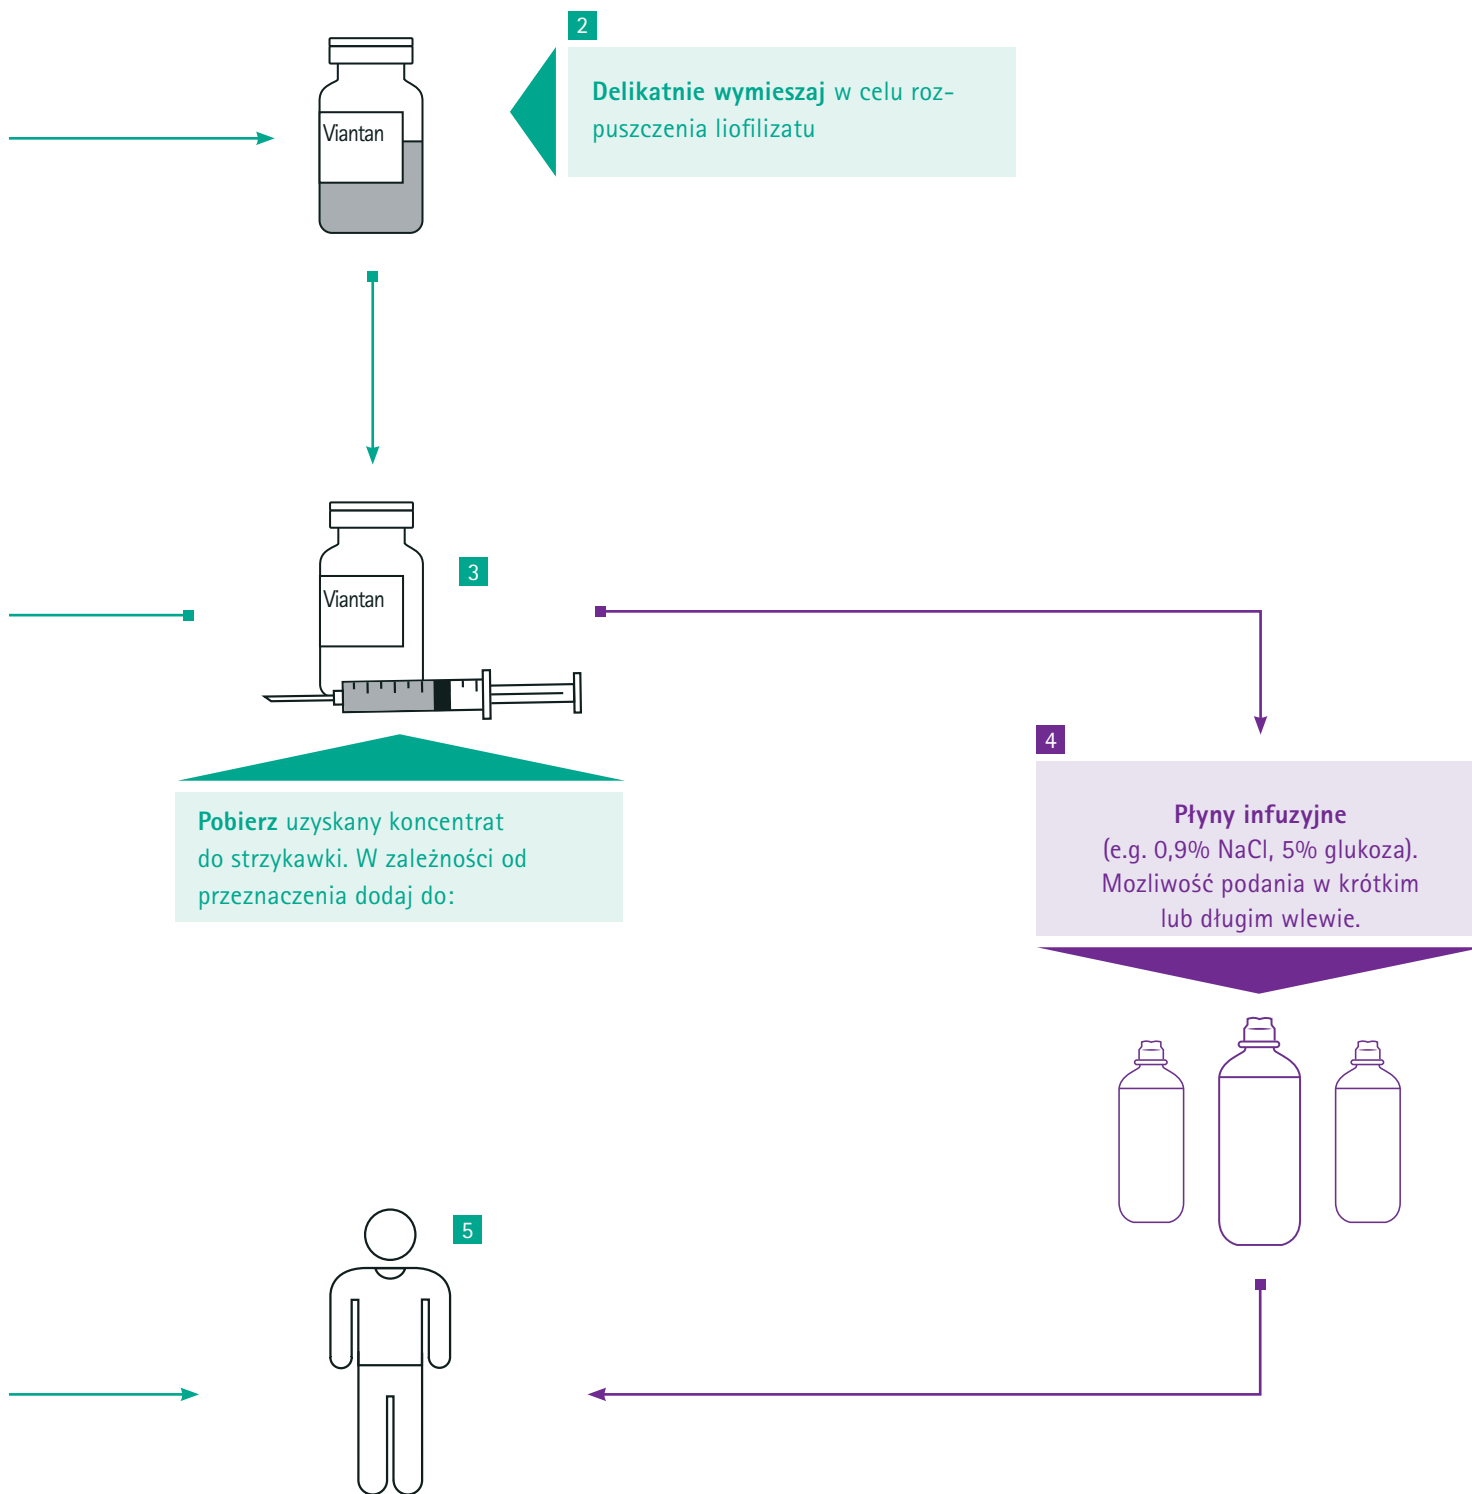 2
Delikatnie wymieszaj w celu roz-
puszczenia liofilizatu
Viantan
Viantan
3
Pobierz uzyskany koncentrat
do strzykawki. W zależności od
przeznaczenia dodaj do:
4
Płyny infuzyjne
(e.g. 0,9% NaCl, 5% glukoza).
Mozliwość podania w krótkim
lub długim wlewie.
5